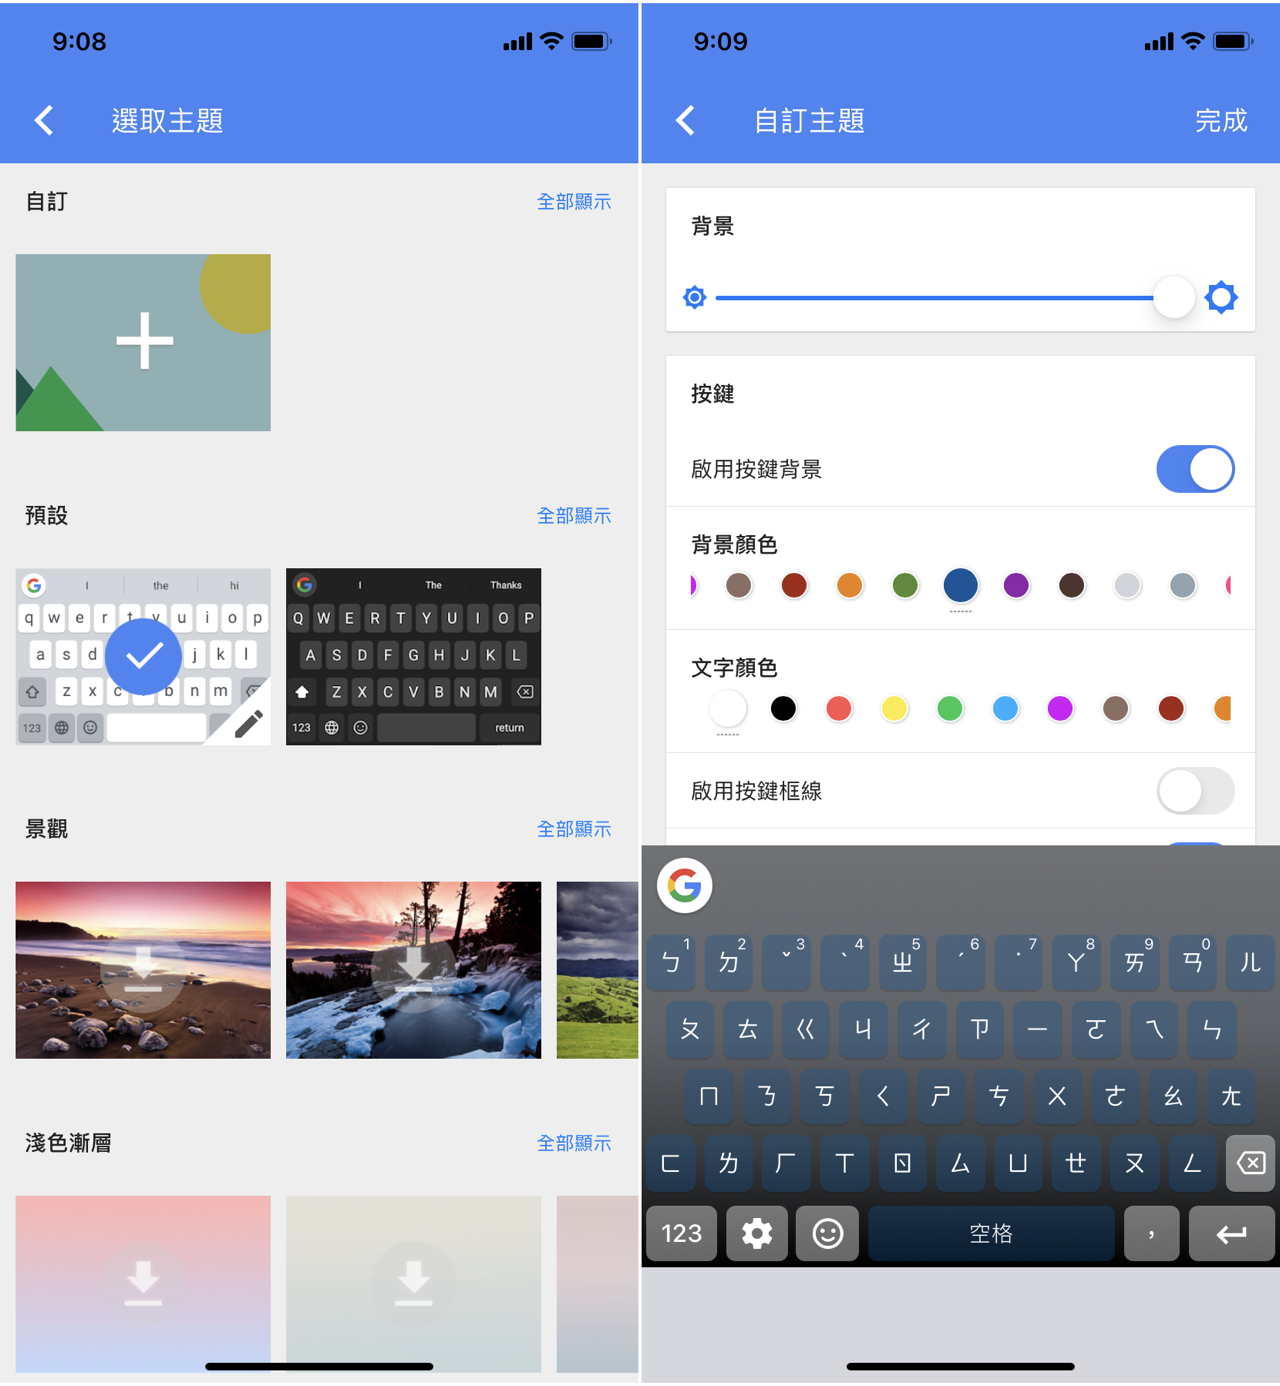 9:08
選取主題
自訂 全部顯示
預設 全部顯示
I the hi
q w e r t y u i o p
a s d j k l
z x c b n m
123
I The Thanks
Q W E R T Y U I O P
A S D F G H J K L
Z X C V B N M
123 return
景觀 全部顯示
淺色漸層 全部顯示
9:09
自訂主題 完成
背景
按鍵
啟用按鍵背景
背景顏色
文字顏色
啟用按鍵框線
G
1 2 3 4 5 6 7 8 9 0
ㄅ ㄉ ˇ ˋ ㄓ ˊ ˙ ㄚ ㄞ ㄢ ㄦ
ㄆ ㄊ ㄍ ㄐ ㄔ ㄗ ㄧ ㄛ ㄟ ㄣ
ㄇ ㄋ ㄎ ㄑ ㄕ ㄘ ㄨ ㄜ ㄠ ㄤ
ㄈ ㄌ ㄏ ㄒ ㄖ ㄙ ㄩ ㄝ ㄡ ㄥ
123 空格 ，